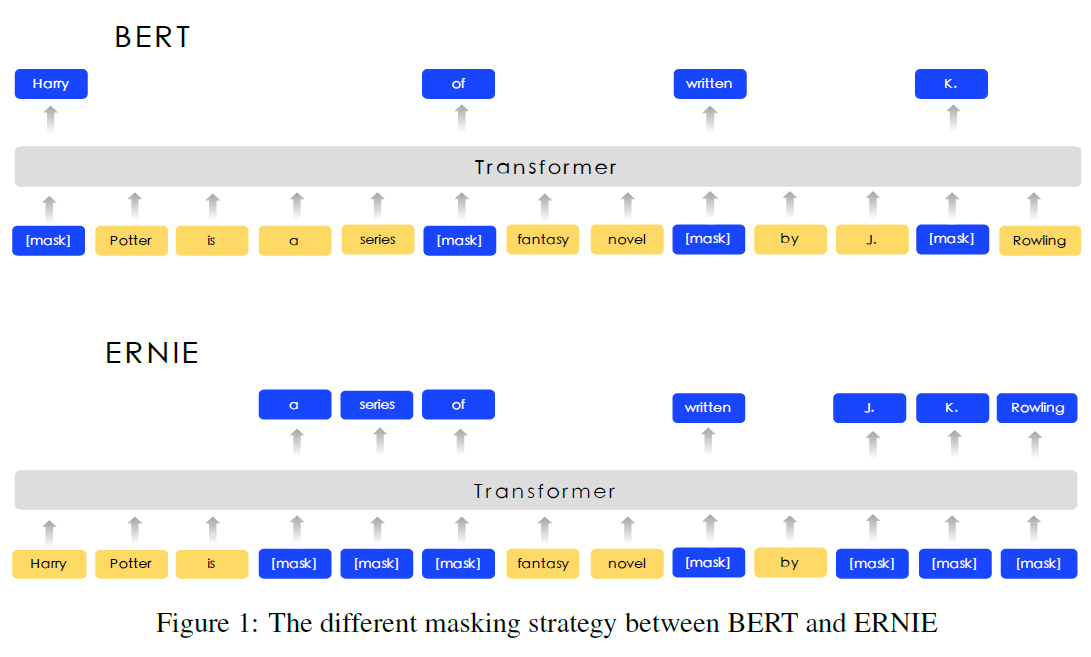 BERT
Harry of written K.
Transformer
[mask] Potter is a series [mask] fantasy novel [mask] by J. [mask] Rowling
ERNIE
a series of written J. K. Rowling
Transformer
Harry Potter is [mask] [mask] [mask] fantasy novel [mask] by [mask] [mask] [mask]
Figure 1: The different masking strategy between BERT and ERNIE